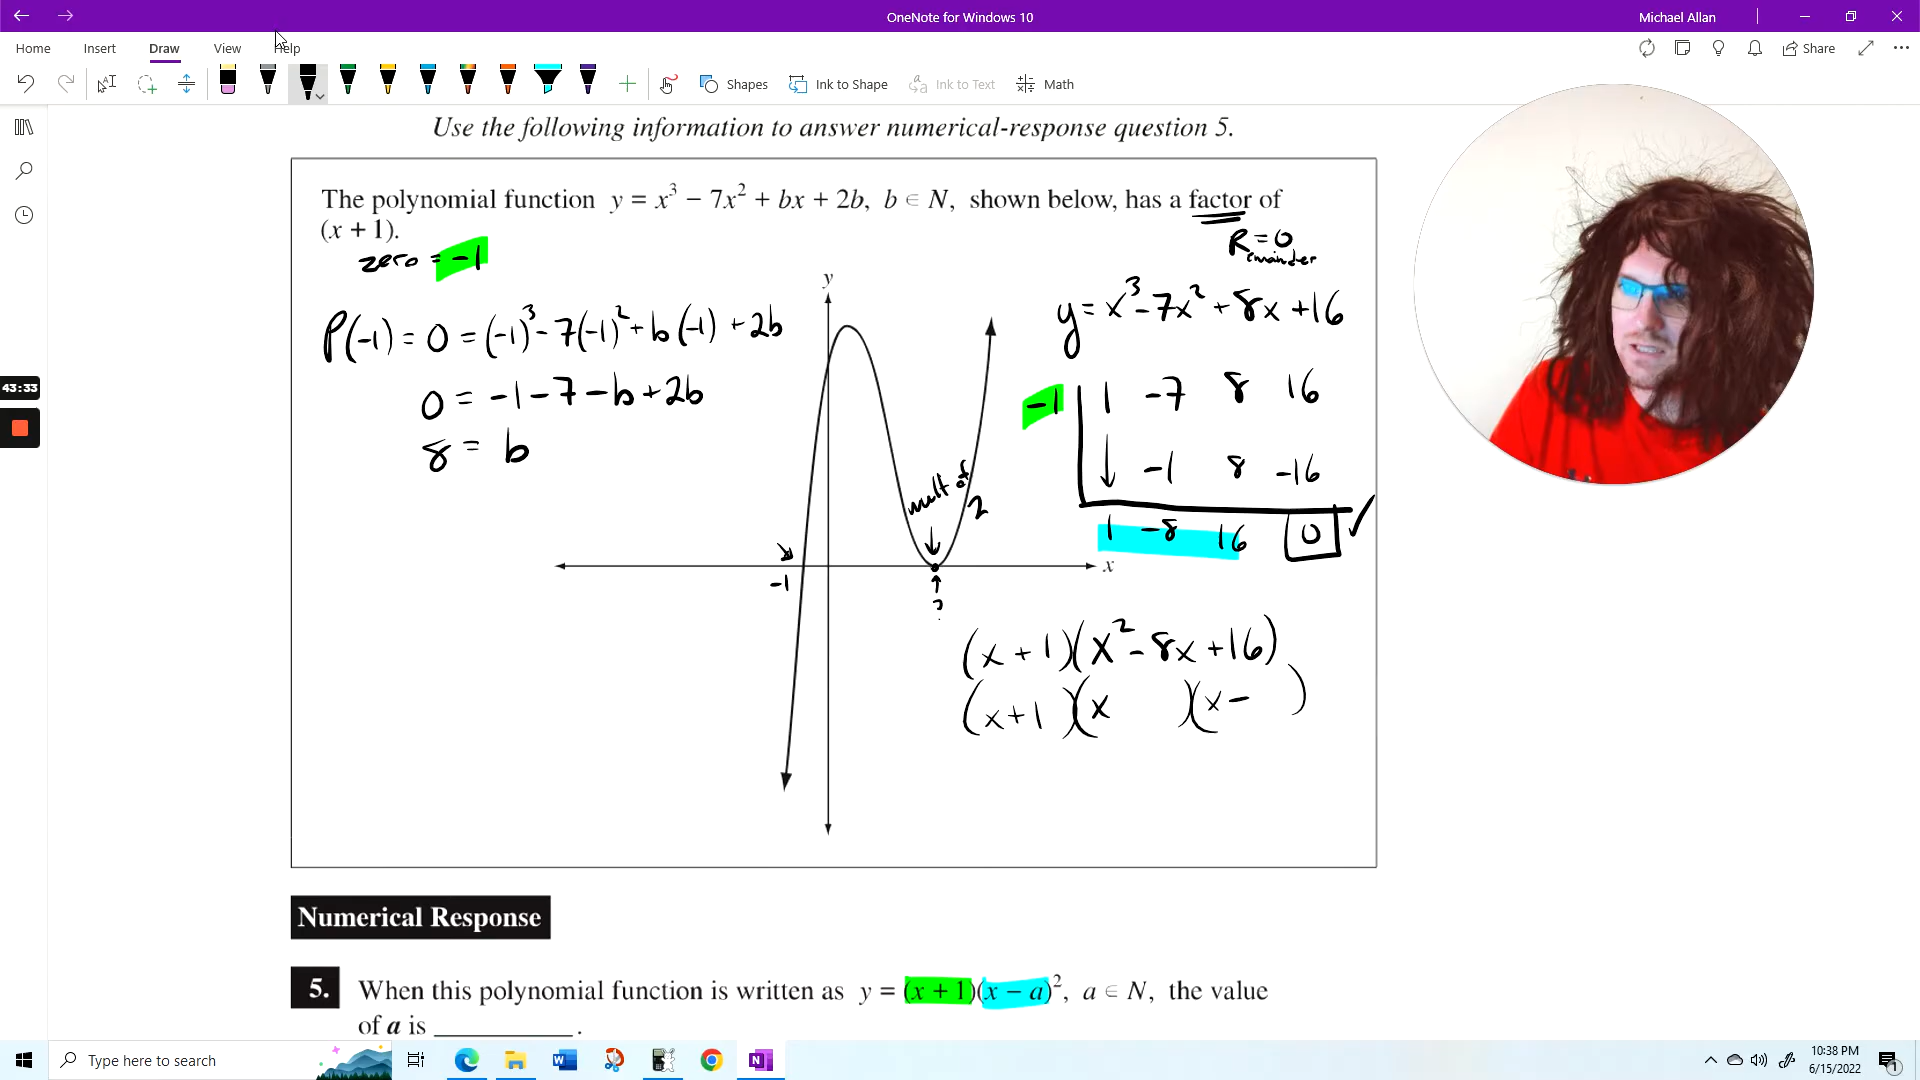 OneNote for Windows 10
Michael Allan
Home Insert Draw View Help
Share
Shapes Ink to Shape Ink to Text Math
Use the following information to answer numerical-response question 5.
The polynomial function y = x³ − 7x² + bx + 2b, b ∈ N, shown below, has a factor of
(x + 1).
zero = -1
R = 0
Remainder
P(-1) = 0 = (-1)³ - 7(-1)² + b(-1) + 2b
0 = -1 - 7 - b + 2b
8 = b
y
y = x³ - 7x² + 8x + 16
-1 1 -7 8 16
↓ -1 8 -16
1 -8 16 0 ✓
mult of
2
x
-1
?
(x + 1)(x² - 8x + 16)
(x + 1)(x )(x - )
43:33
Numerical Response
5. When this polynomial function is written as y = (x + 1)(x − a)², a ∈ N, the value
of a is ___________ .
Type here to search
10:38 PM
6/15/2022
1